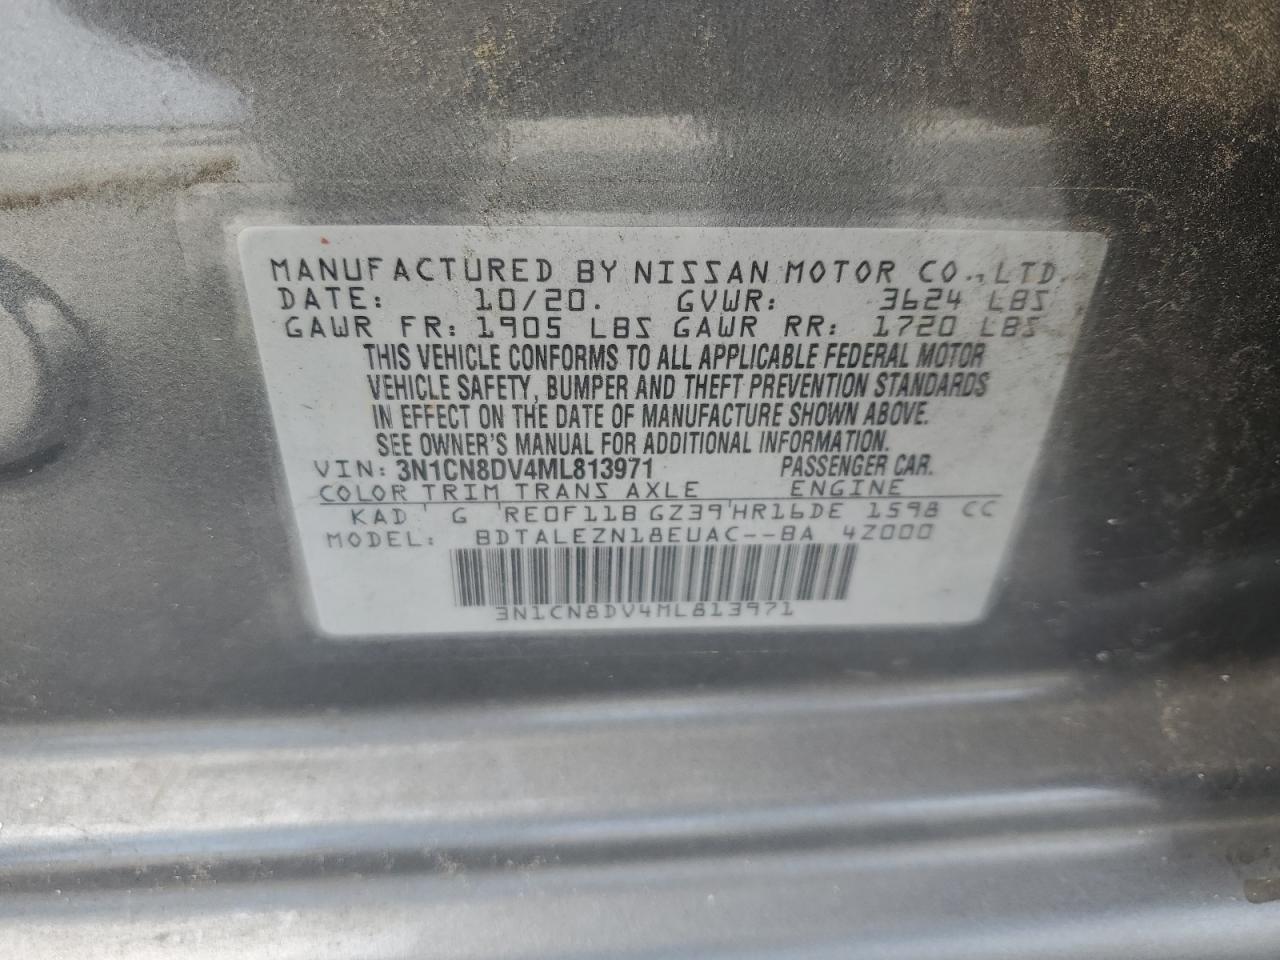 MANUFACTURED BY NISSAN MOTOR CO., LTD.
DATE: 10/20. GVWR: 3624 LBS
GAWR FR: 1905 LBS GAWR RR: 1720 LBS
THIS VEHICLE CONFORMS TO ALL APPLICABLE FEDERAL MOTOR
VEHICLE SAFETY, BUMPER AND THEFT PREVENTION STANDARDS
IN EFFECT ON THE DATE OF MANUFACTURE SHOWN ABOVE.
SEE OWNER'S MANUAL FOR ADDITIONAL INFORMATION.
VIN: 3N1CN8DV4ML813971 PASSENGER CAR.
COLOR TRIM TRANS AXLE ENGINE
KAD ' G 'RE0F11B GZ39'HR16DE 1598 CC
MODEL: BDTALEZN18EUAC--BA 4Z000
3N1CN8DV4ML813971